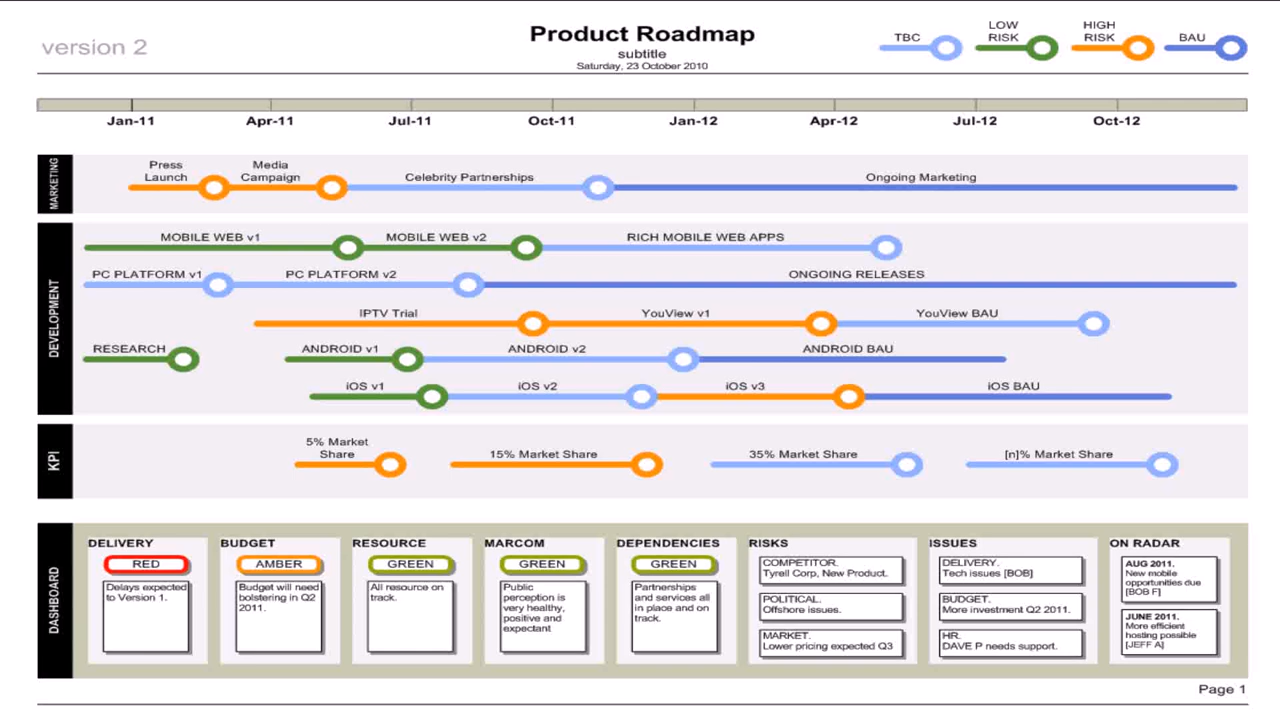 version 2
Product Roadmap
subtitle
Saturday, 23 October 2010
TBC
LOW
RISK
HIGH
RISK
BAU
Jan-11 Apr-11 Jul-11 Oct-11 Jan-12 Apr-12 Jul-12 Oct-12
MARKETING
Press
Launch
Media
Campaign
Celebrity Partnerships
Ongoing Marketing
DEVELOPMENT
MOBILE WEB v1 MOBILE WEB v2 RICH MOBILE WEB APPS
PC PLATFORM v1 PC PLATFORM v2 ONGOING RELEASES
IPTV Trial YouView v1 YouView BAU
RESEARCH ANDROID v1 ANDROID v2 ANDROID BAU
iOS v1 iOS v2 iOS v3 iOS BAU
KPI
5% Market
Share
15% Market Share
35% Market Share
[n]% Market Share
DASHBOARD
DELIVERY
RED
Delays expected
to Version 1.
BUDGET
AMBER
Budget will need
bolstering in Q2
2011.
RESOURCE
GREEN
All resource on
track.
MARCOM
GREEN
Public
perception is
very healthy,
positive and
expectant
DEPENDENCIES
GREEN
Partnerships
and services all
in place and on
track.
RISKS
COMPETITOR.
Tyrell Corp, New Product.
POLITICAL.
Offshore issues.
MARKET.
Lower pricing expected Q3
ISSUES
DELIVERY.
Tech issues [BOB]
BUDGET.
More investment Q2 2011.
HR.
DAVE P needs support.
ON RADAR
AUG 2011.
New mobile
opportunities due
[BOB F]
JUNE 2011.
More efficient
hosting possible
[JEFF A]
Page 1